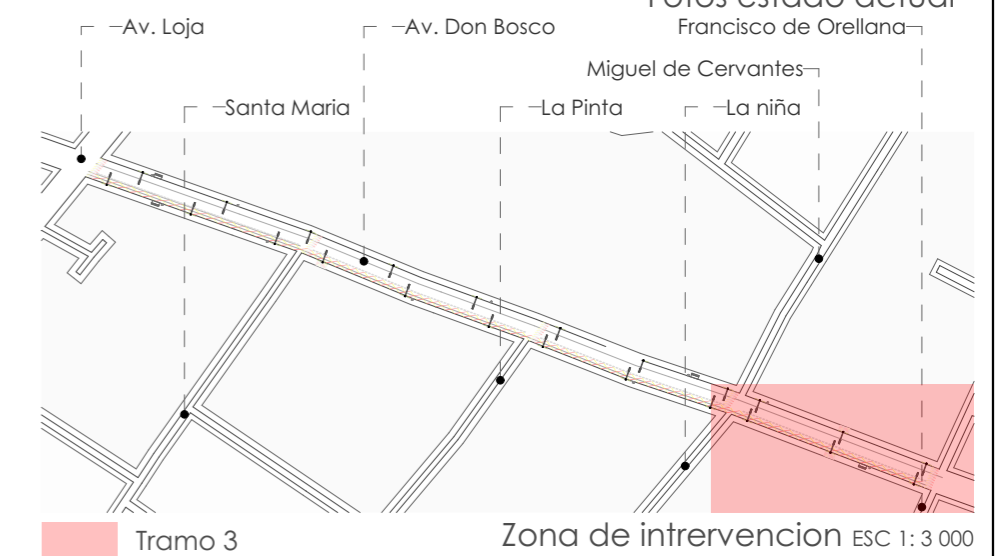 Fotos estado actual
Av. Loja
Av. Don Bosco
Francisco de Orellana
Miguel de Cervantes
Santa Maria
La Pinta
La niña
Tramo 3
Zona de intrervencion ESC 1: 3 000